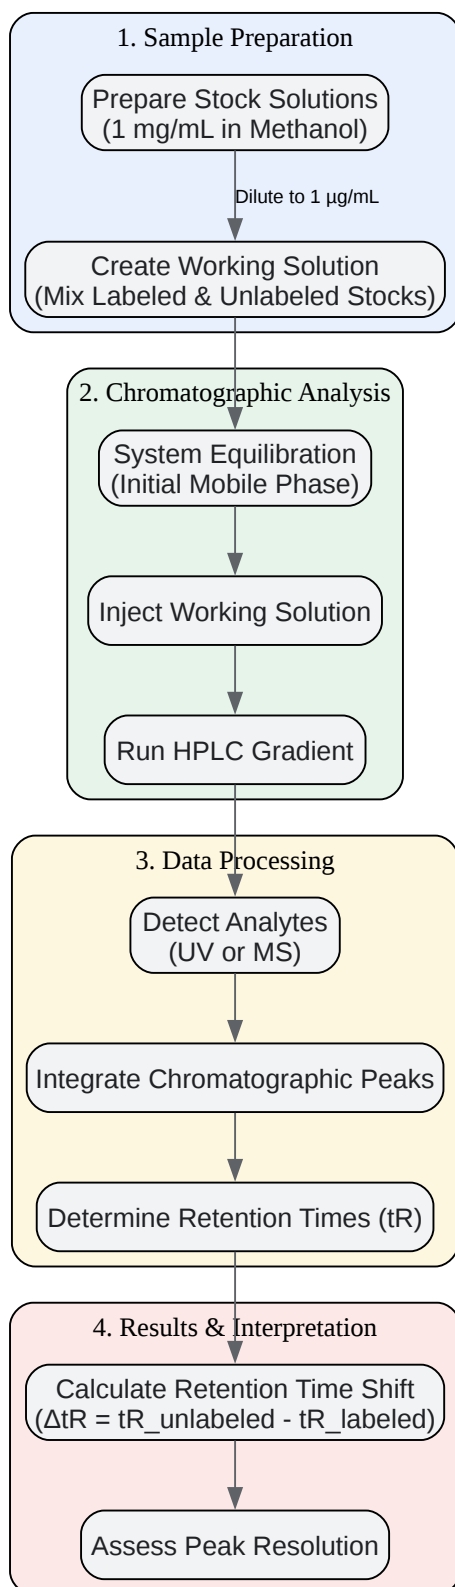 1. Sample Preparation
Prepare Stock Solutions
(1 mg/mL in Methanol)
Dilute to 1 µg/mL
Create Working Solution
(Mix Labeled & Unlabeled Stocks)
2. Chromatographic Analysis
System Equilibration
(Initial Mobile Phase)
Inject Working Solution
Run HPLC Gradient
3. Data Processing
Detect Analytes
(UV or MS)
Integrate Chromatographic Peaks
Determine Retention Times (tR)
4. Results & Interpretation
Calculate Retention Time Shift
(ΔtR = tR_unlabeled - tR_labeled)
Assess Peak Resolution